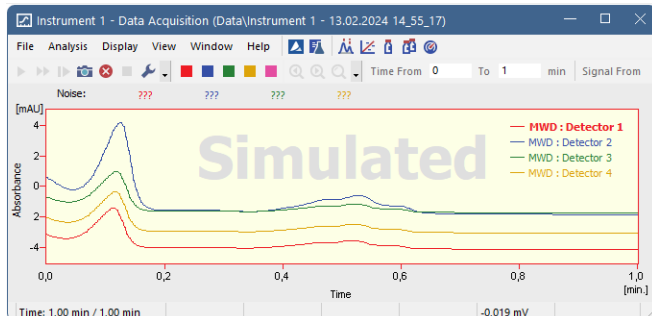 Instrument 1 - Data Acquisition (Data\Instrument 1 - 13.02.2024 14_55_17)
File Analysis Display View Window Help
Time From 0 To 1 min Signal From
Noise: ??? ??? ??? ???
[mAU]
Simulated
MWD : Detector 1
MWD : Detector 2
MWD : Detector 3
MWD : Detector 4
Absorbance
4
2
0
-2
-4
0,0 0,2 0,4 0,6 0,8 1,0
Time [min.]
Time: 1.00 min / 1.00 min -0.019 mV